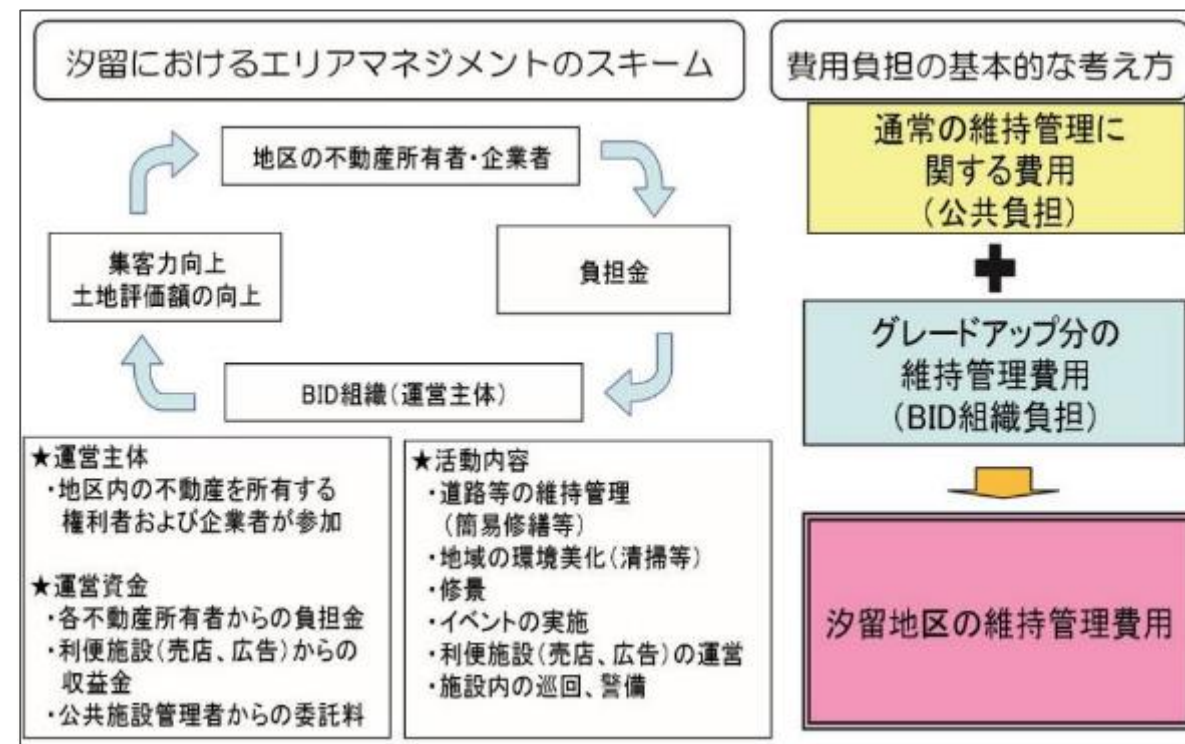 汐留におけるエリアマネジメントのスキーム
地区の不動産所有者・企業者
負担金
BID組織(運営主体)
集客力向上
土地評価額の向上
★運営主体
・地区内の不動産を所有する
権利者および企業者が参加
★運営資金
・各不動産所有者からの負担金
・利便施設(売店、広告)からの
収益金
・公共施設管理者からの委託料
★活動内容
・道路等の維持管理
(簡易修繕等)
・地域の環境美化(清掃等)
・修景
・イベントの実施
・利便施設(売店、広告)の運営
・施設内の巡回、警備
費用負担の基本的な考え方
通常の維持管理に
関する費用
(公共負担)
+
グレードアップ分の
維持管理費用
(BID組織負担)
汐留地区の維持管理費用